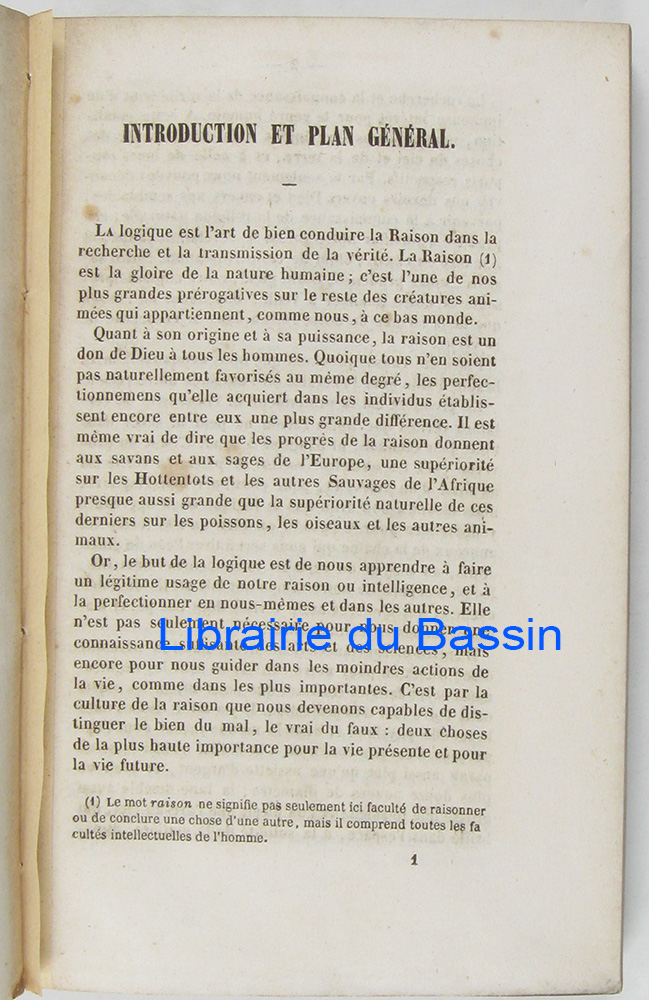 INTRODUCTION ET PLAN GÉNÉRAL.
LA logique est l'art de bien conduire la Raison dans la
recherche et la transmission de la vérité. La Raison (1)
est la gloire de la nature humaine ; c'est l'une de nos
plus grandes prérogatives sur le reste des créatures ani-
mées qui appartiennent, comme nous, à ce bas monde.
Quant à son origine et à sa puissance, la raison est un
don de Dieu à tous les hommes. Quoique tous n'en soient
pas naturellement favorisés au même degré, les perfec-
tionnemens qu'elle acquiert dans les individus établis-
sent encore entre eux une plus grande différence. Il est
même vrai de dire que les progrès de la raison donnent
aux savans et aux sages de l'Europe, une supériorité
sur les Hottentots et les autres Sauvages de l'Afrique
presque aussi grande que la supériorité naturelle de ces
derniers sur les poissons, les oiseaux et les autres ani-
maux.
Or, le but de la logique est de nous apprendre à faire
un légitime usage de notre raison ou intelligence, et à
la perfectionner en nous-mêmes et dans les autres. Elle
n'est pas seulement nécessaire pour nous donner une
Librairie du Bassin
connaissance suffisante des arts et des sciences, mais
encore pour nous guider dans les moindres actions de
la vie, comme dans les plus importantes. C'est par la
culture de la raison que nous devenons capables de dis-
tinguer le bien du mal, le vrai du faux : deux choses
de la plus haute importance pour la vie présente et pour
la vie future.
(1) Le mot raison ne signifie pas seulement ici faculté de raisonner
ou de conclure une chose d'une autre, mais il comprend toutes les fa
cultés intellectuelles de l'homme.
1